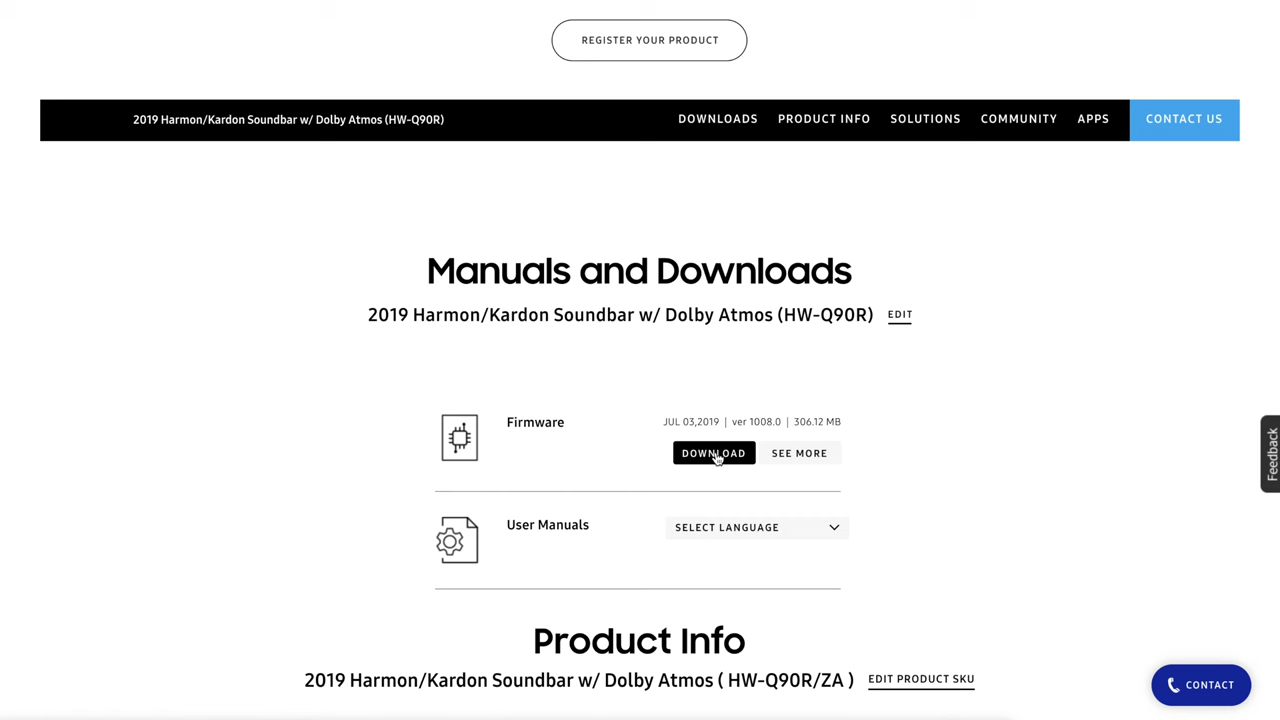 REGISTER YOUR PRODUCT
2019 Harmon/Kardon Soundbar w/ Dolby Atmos (HW-Q90R) DOWNLOADS PRODUCT INFO SOLUTIONS COMMUNITY APPS CONTACT US
Manuals and Downloads
2019 Harmon/Kardon Soundbar w/ Dolby Atmos (HW-Q90R) EDIT
Firmware JUL 03,2019 | ver 1008.0 | 306.12 MB
DOWNLOAD SEE MORE
Feedback
User Manuals SELECT LANGUAGE
Product Info
2019 Harmon/Kardon Soundbar w/ Dolby Atmos ( HW-Q90R/ZA ) EDIT PRODUCT SKU
CONTACT